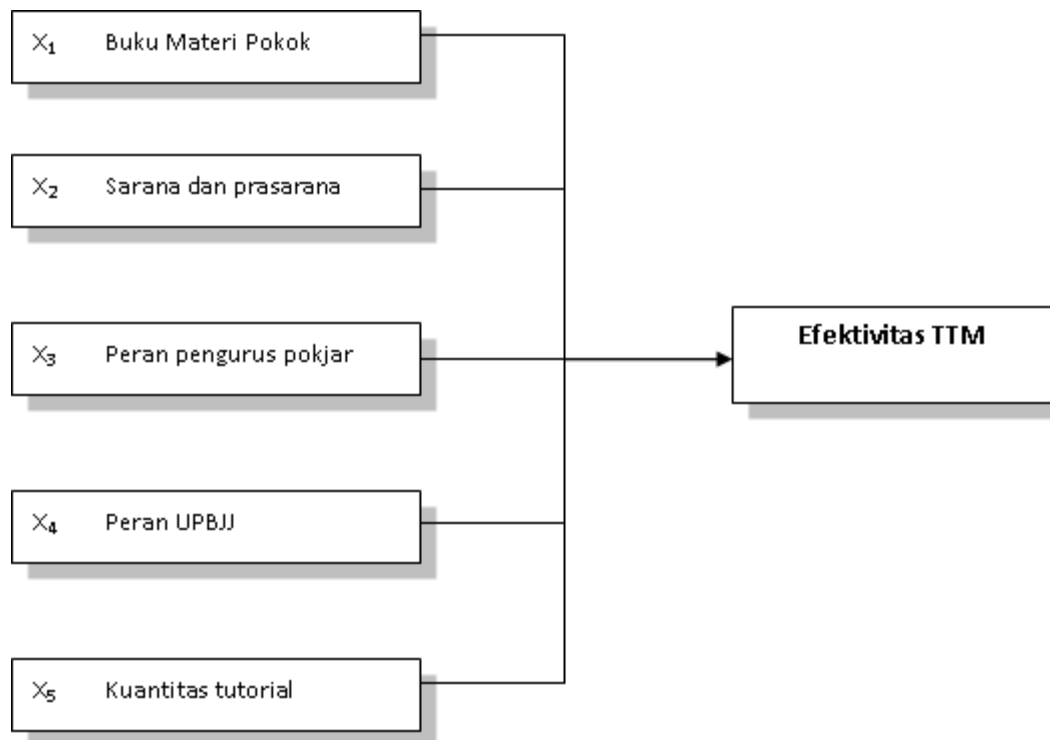 X₁ Buku Materi Pokok
X₂ Sarana dan prasarana
X₃ Peran pengurus pokjar
Efektivitas TTM
X₄ Peran UPBJJ
X₅ Kuantitas tutorial